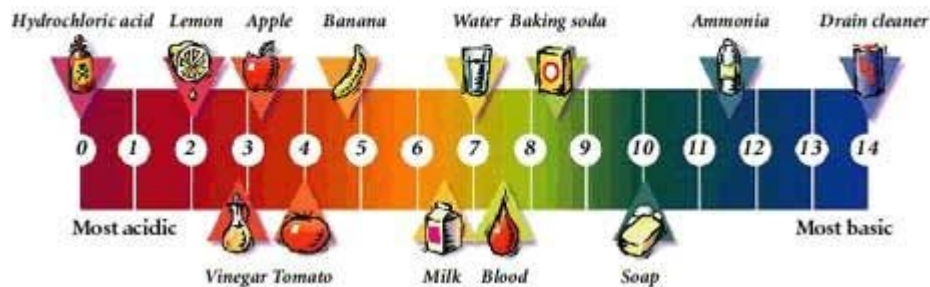 Hydrochloric acid Lemon Apple Banana Water Baking soda Ammonia Drain cleaner
0 1 2 3 4 5 6 7 8 9 10 11 12 13 14
Most acidic Most basic
Vinegar Tomato Milk Blood Soap